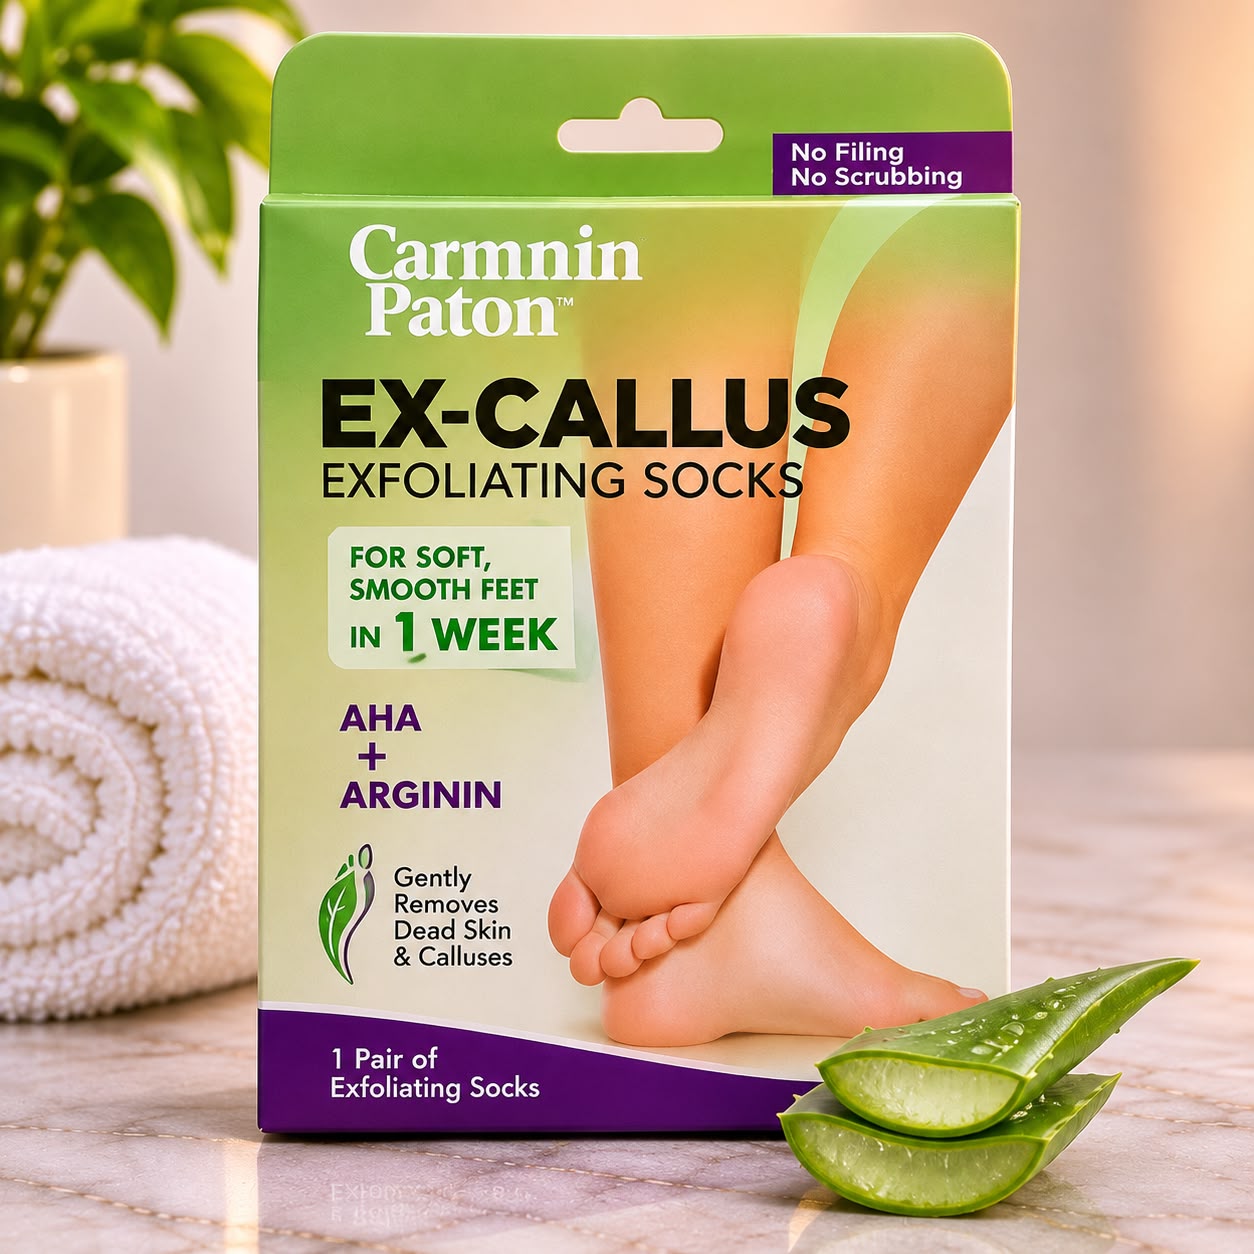 No Filing
No Scrubbing
Carmnin
Paton™
EX-CALLUS
EXFOLIATING SOCKS
FOR SOFT,
SMOOTH FEET
IN 1 WEEK
AHA
+
ARGININ
Gently
Removes
Dead Skin
& Calluses
1 Pair of
Exfoliating Socks